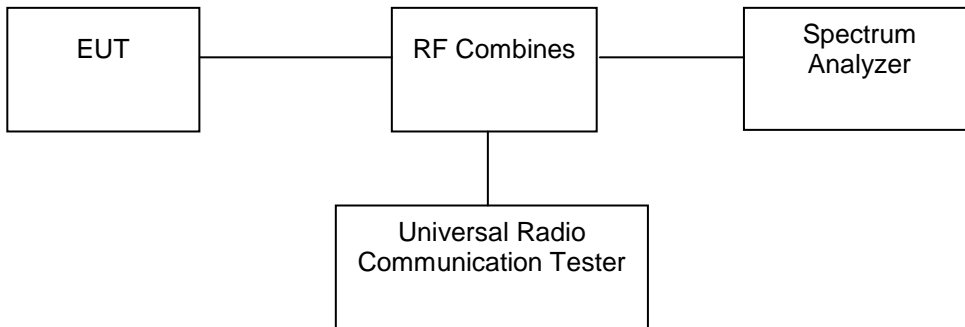 EUT
RF Combines
Spectrum
Analyzer
Universal Radio
Communication Tester